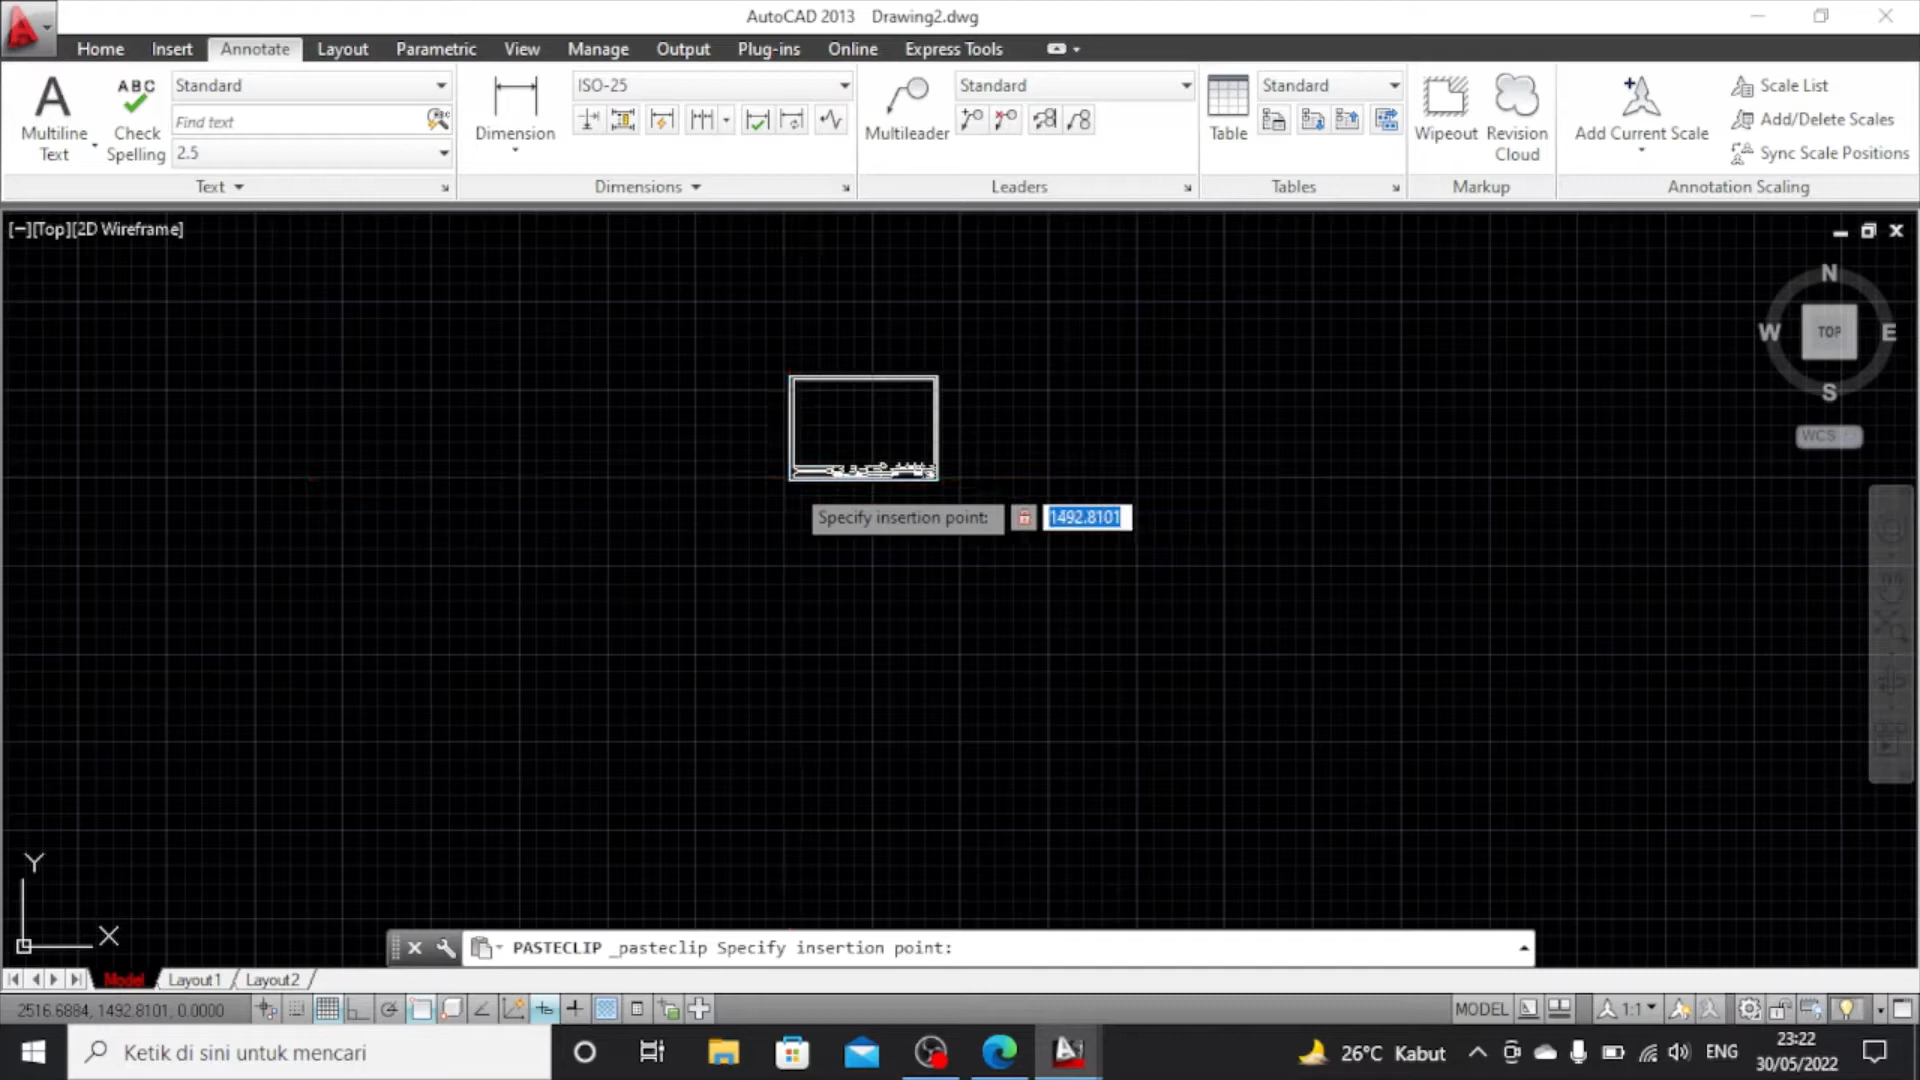 AutoCAD 2013 Drawing2.dwg
Home Insert Annotate Layout Parametric View Manage Output Plug-ins Online Express Tools
Multiline Text
ABC Check Spelling
Standard
Find text
2.5
Dimension
ISO-25
Multileader
Standard
Table
Standard
Wipeout
Revision Cloud
Add Current Scale
Scale List
Add/Delete Scales
Sync Scale Positions
Text Dimensions Leaders Tables Markup Annotation Scaling
[−][Top][2D Wireframe]
N
W TOP E
S
WCS
Specify insertion point: 1492.8101
Y
X
PASTECLIP _pasteclip Specify insertion point:
Model Layout1 Layout2
2516.6884, 1492.8101, 0.0000 MODEL 1:1
Ketik di sini untuk mencari 26°C Kabut ENG 23:22
30/05/2022